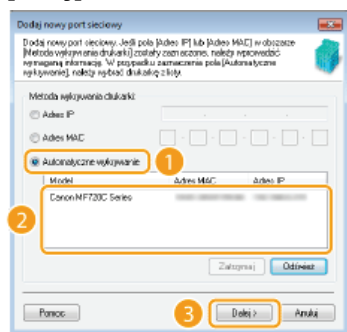 Dodaj nowy port sieciowy
Dodaj nowy port sieciowy. Jeśli pola [Adres IP] lub [Adres MAC] w obszarze
[Metoda wykrywania drukarki] zostały zaznaczone, należy wprowadzić
wymaganą informację. W przypadku zaznaczenia pola [Automatyczne
wykrywanie], należy wybrać drukarkę z listy.
Metoda wykrywania drukarki:
Adres IP
Adres MAC
Automatyczne wykrywanie
1
Model Adres MAC Adres IP
Canon MF720C Series
2
Zatrzymaj Odśwież
Pomoc 3 Dalej > Anuluj